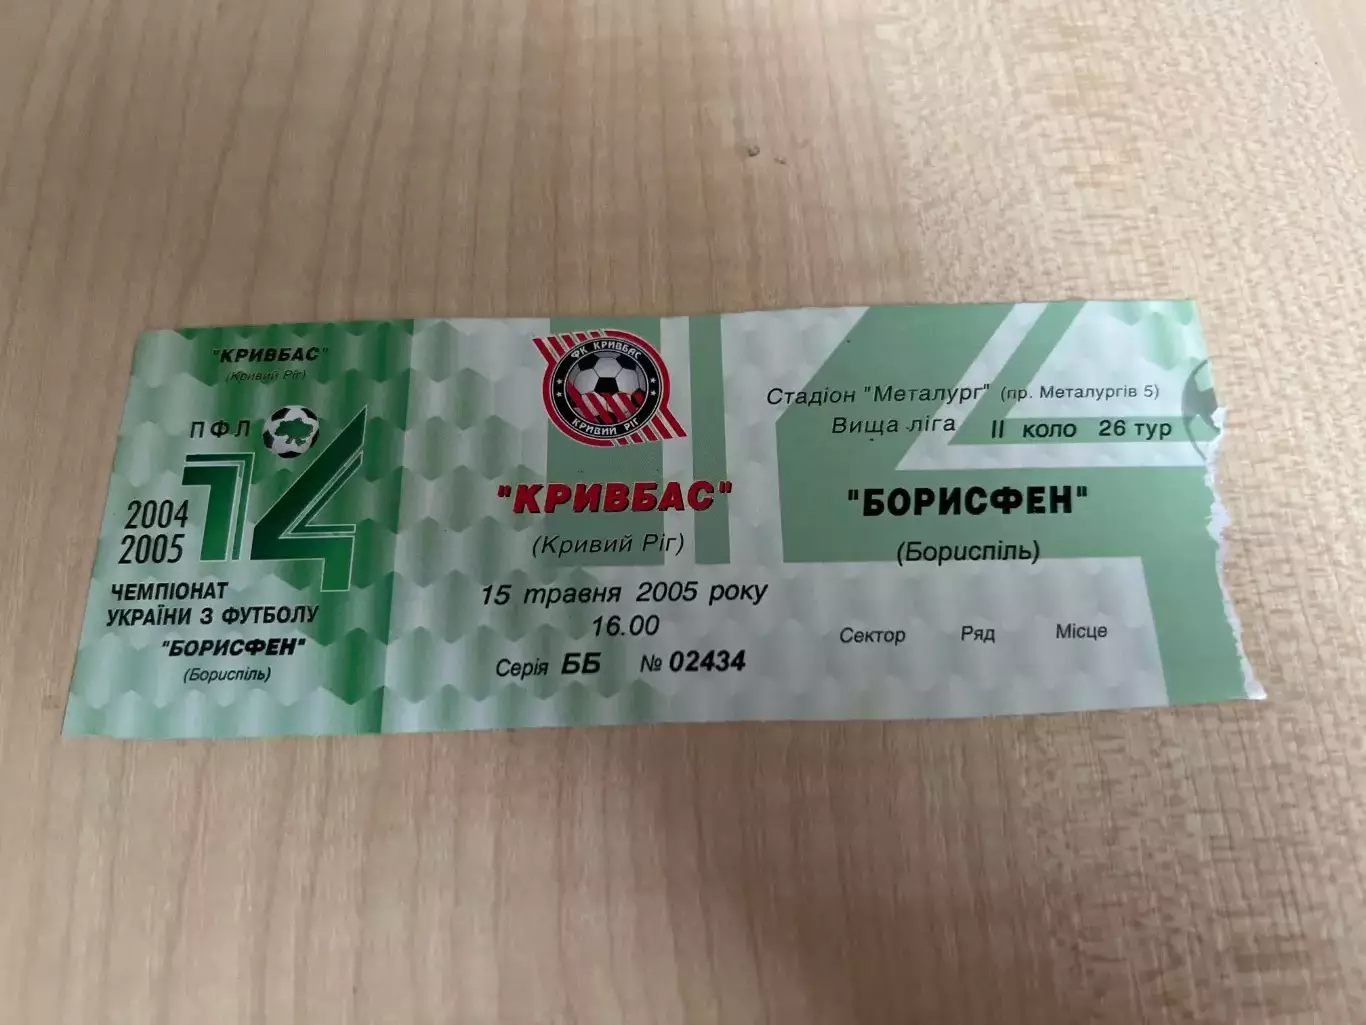 "КРИВБАС"
(Кривий Ріг)
ПФЛ
14
2004
2005
ЧЕМПІОНАТ
УКРАЇНИ З ФУТБОЛУ
"БОРИСФЕН"
(Бориспіль)
ФК КРИВБАС
КРИВИЙ РІГ
"КРИВБАС"
(Кривий Ріг)
15 травня 2005 року
16.00
Серія ББ № 02434
Стадіон "Металург" (пр. Металургів 5)
Вища ліга II коло 26 тур
"БОРИСФЕН"
(Бориспіль)
Сектор Ряд Місце